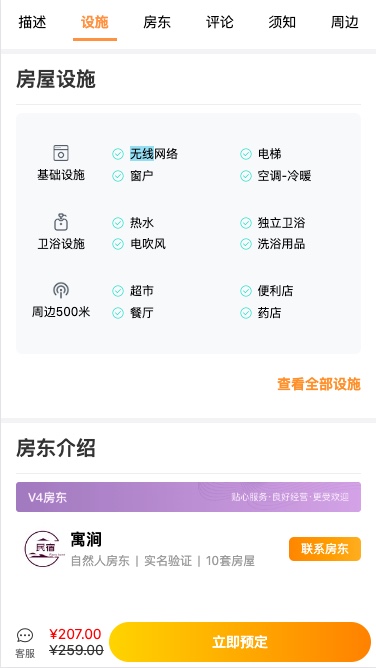 描述 设施 房东 评论 须知 周边
房屋设施
基础设施
无线网络 电梯
窗户 空调-冷暖
卫浴设施
热水 独立卫浴
电吹风 洗浴用品
周边500米
超市 便利店
餐厅 药店
查看全部设施
房东介绍
V4房东 贴心服务·良好经营·更受欢迎
民宿
寓涧
自然人房东 | 实名验证 | 10套房屋
联系房东
客服
¥207.00
¥259.00
立即预定